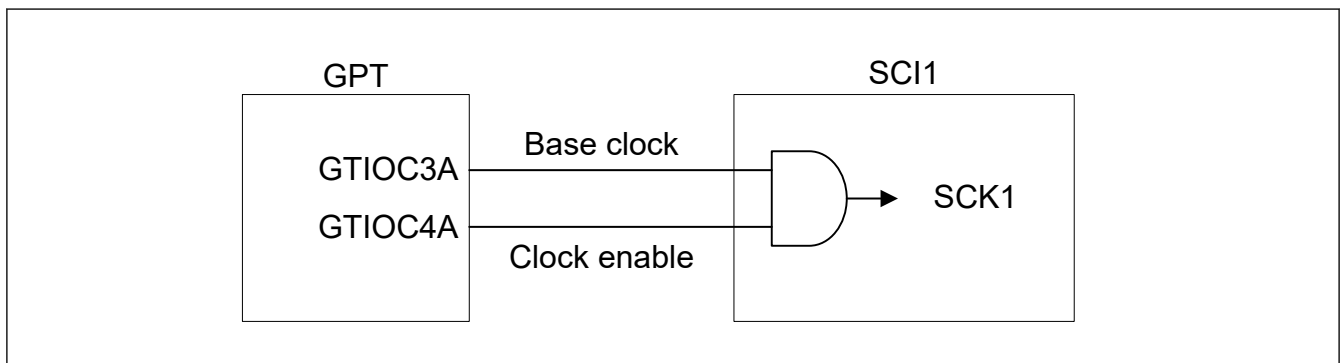 GPT
SCI1
Base clock
GTIOC3A
SCK1
GTIOC4A
Clock enable